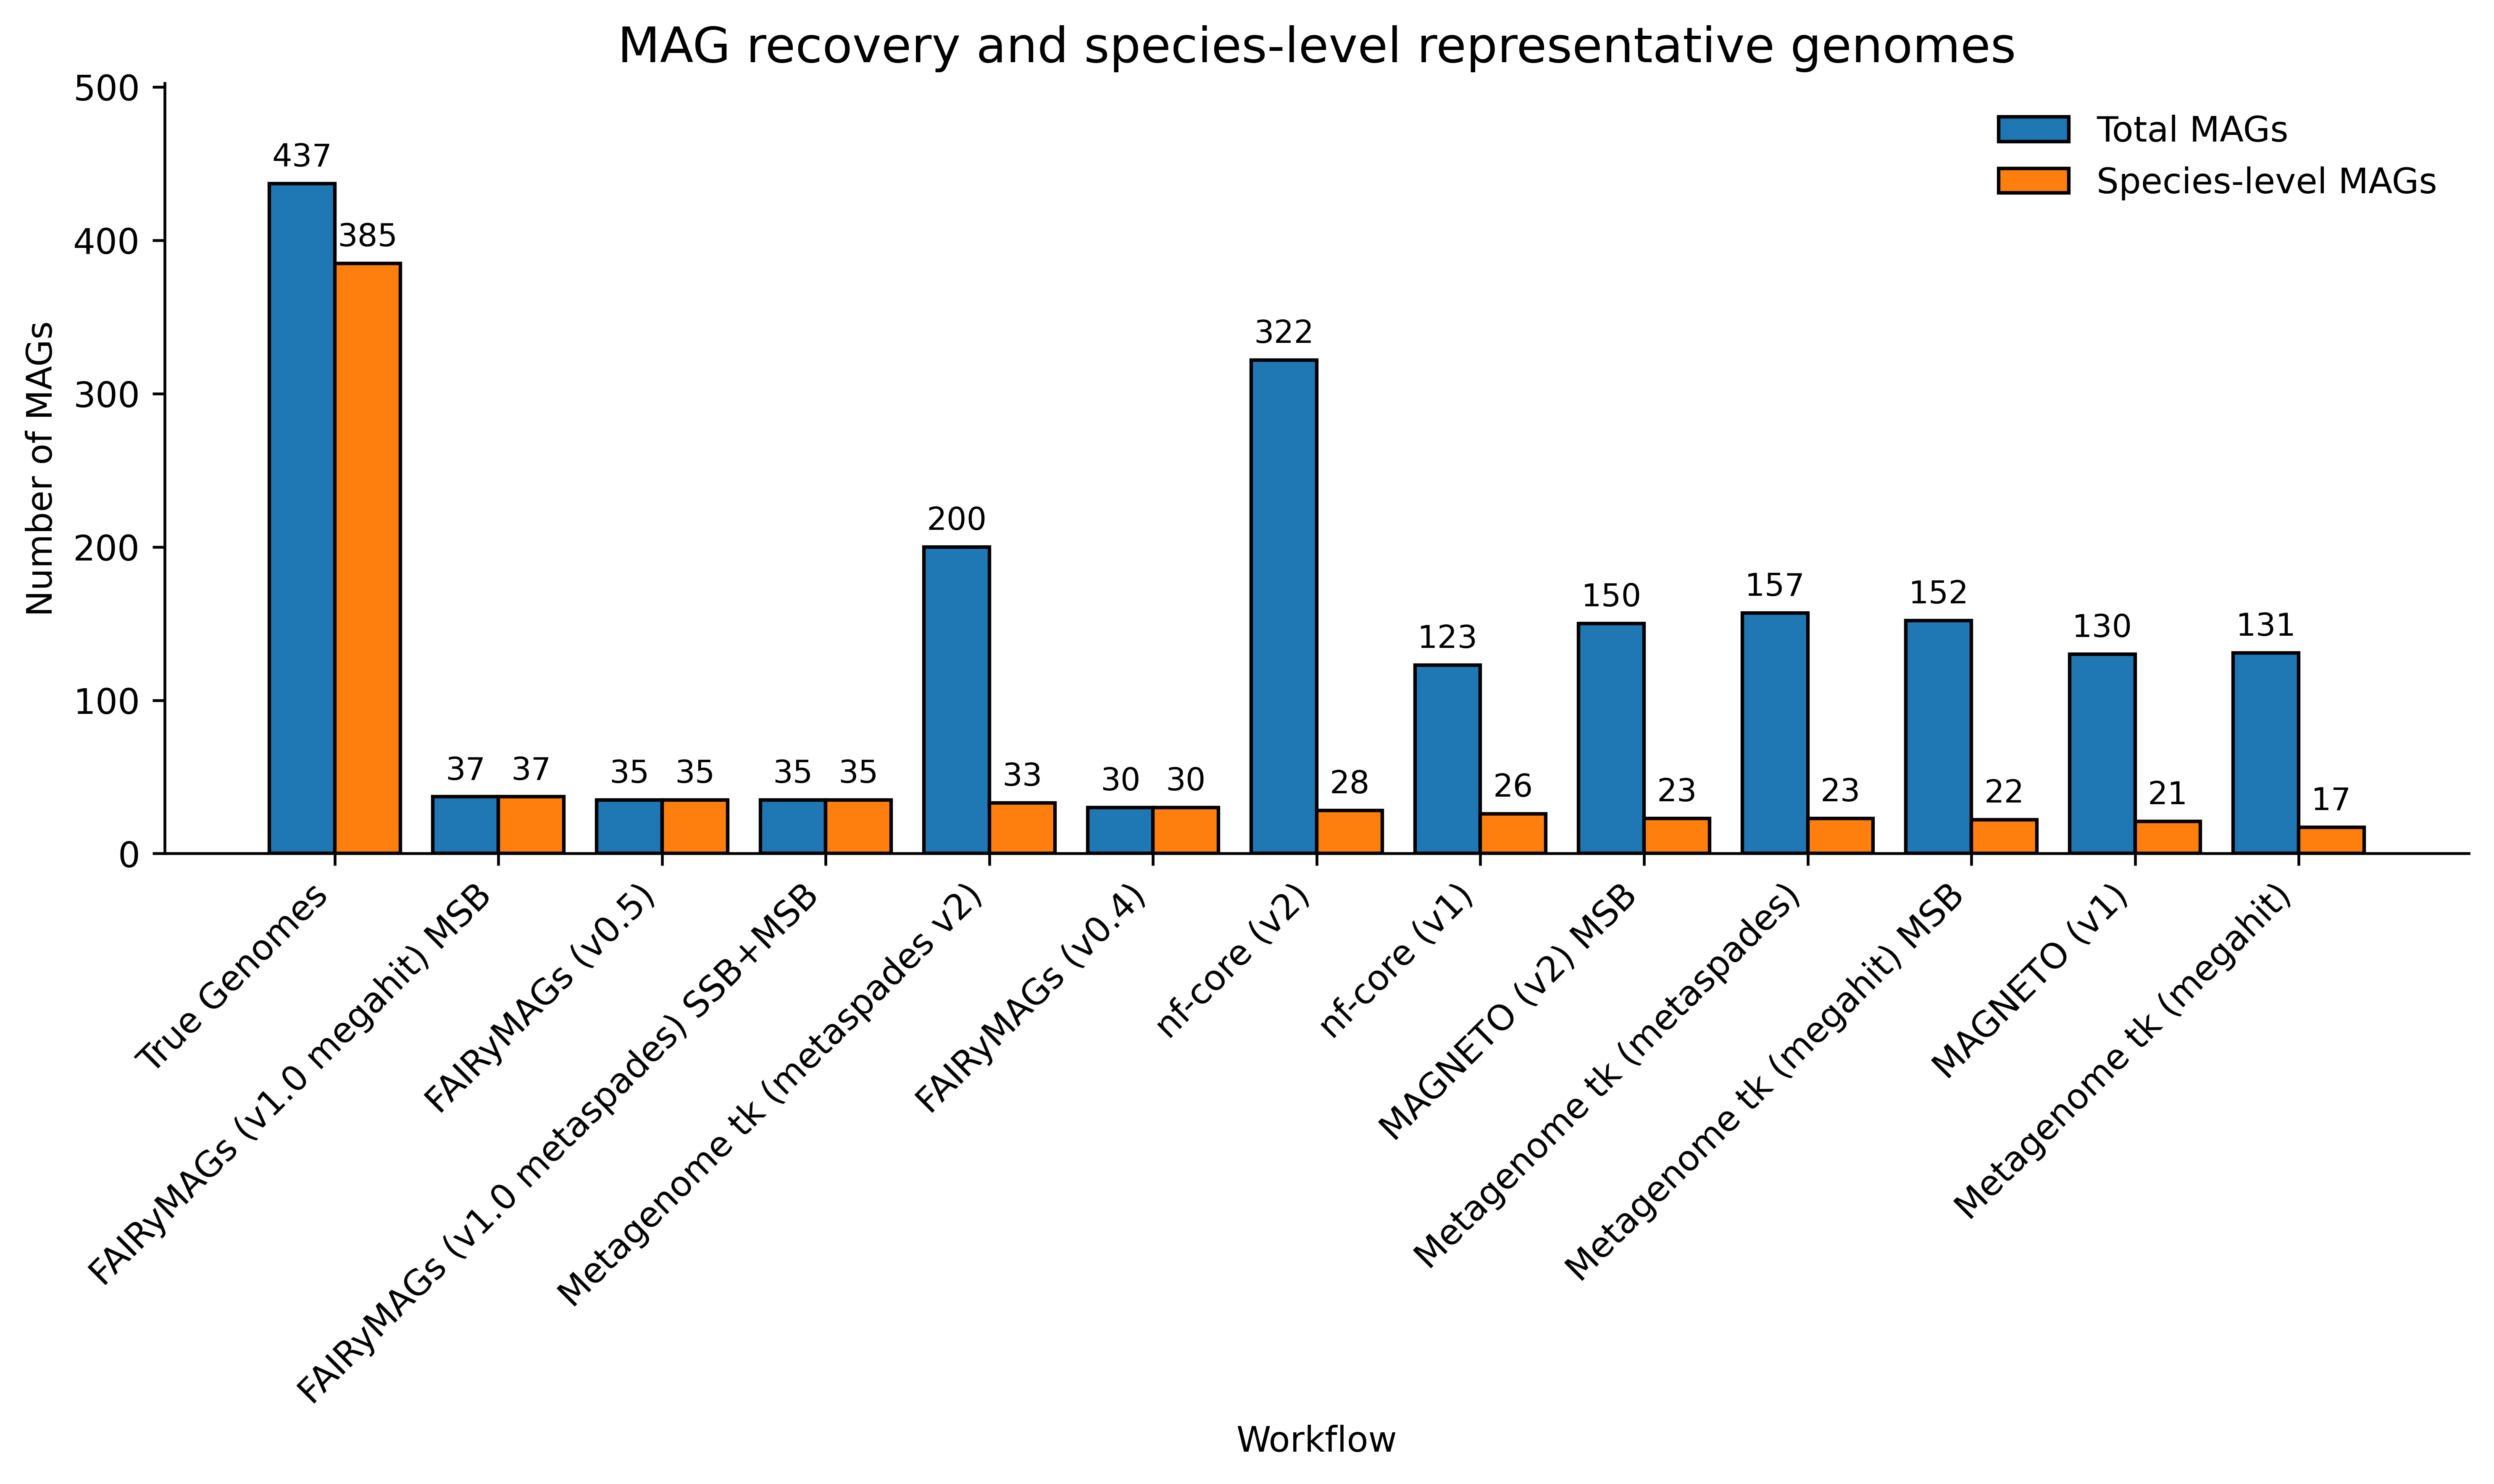 MAG recovery and species-level representative genomes
Total MAGs
Species-level MAGs
Number of MAGs
500
400
300
200
100
0
437
385
37
37
35
35
35
35
200
33
30
30
322
28
123
26
150
23
157
23
152
22
130
21
131
17
True Genomes
FAIRyMAGs (v1.0 megahit) MSB
FAIRyMAGs (v0.5)
FAIRyMAGs (v1.0 metaspades) SSB+MSB
Metagenome tk (metaspades v2)
FAIRyMAGs (v0.4)
nf-core (v2)
nf-core (v1)
MAGNETO (v2) MSB
Metagenome tk (metaspades)
Metagenome tk (megahit) MSB
MAGNETO (v1)
Metagenome tk (megahit)
Workflow